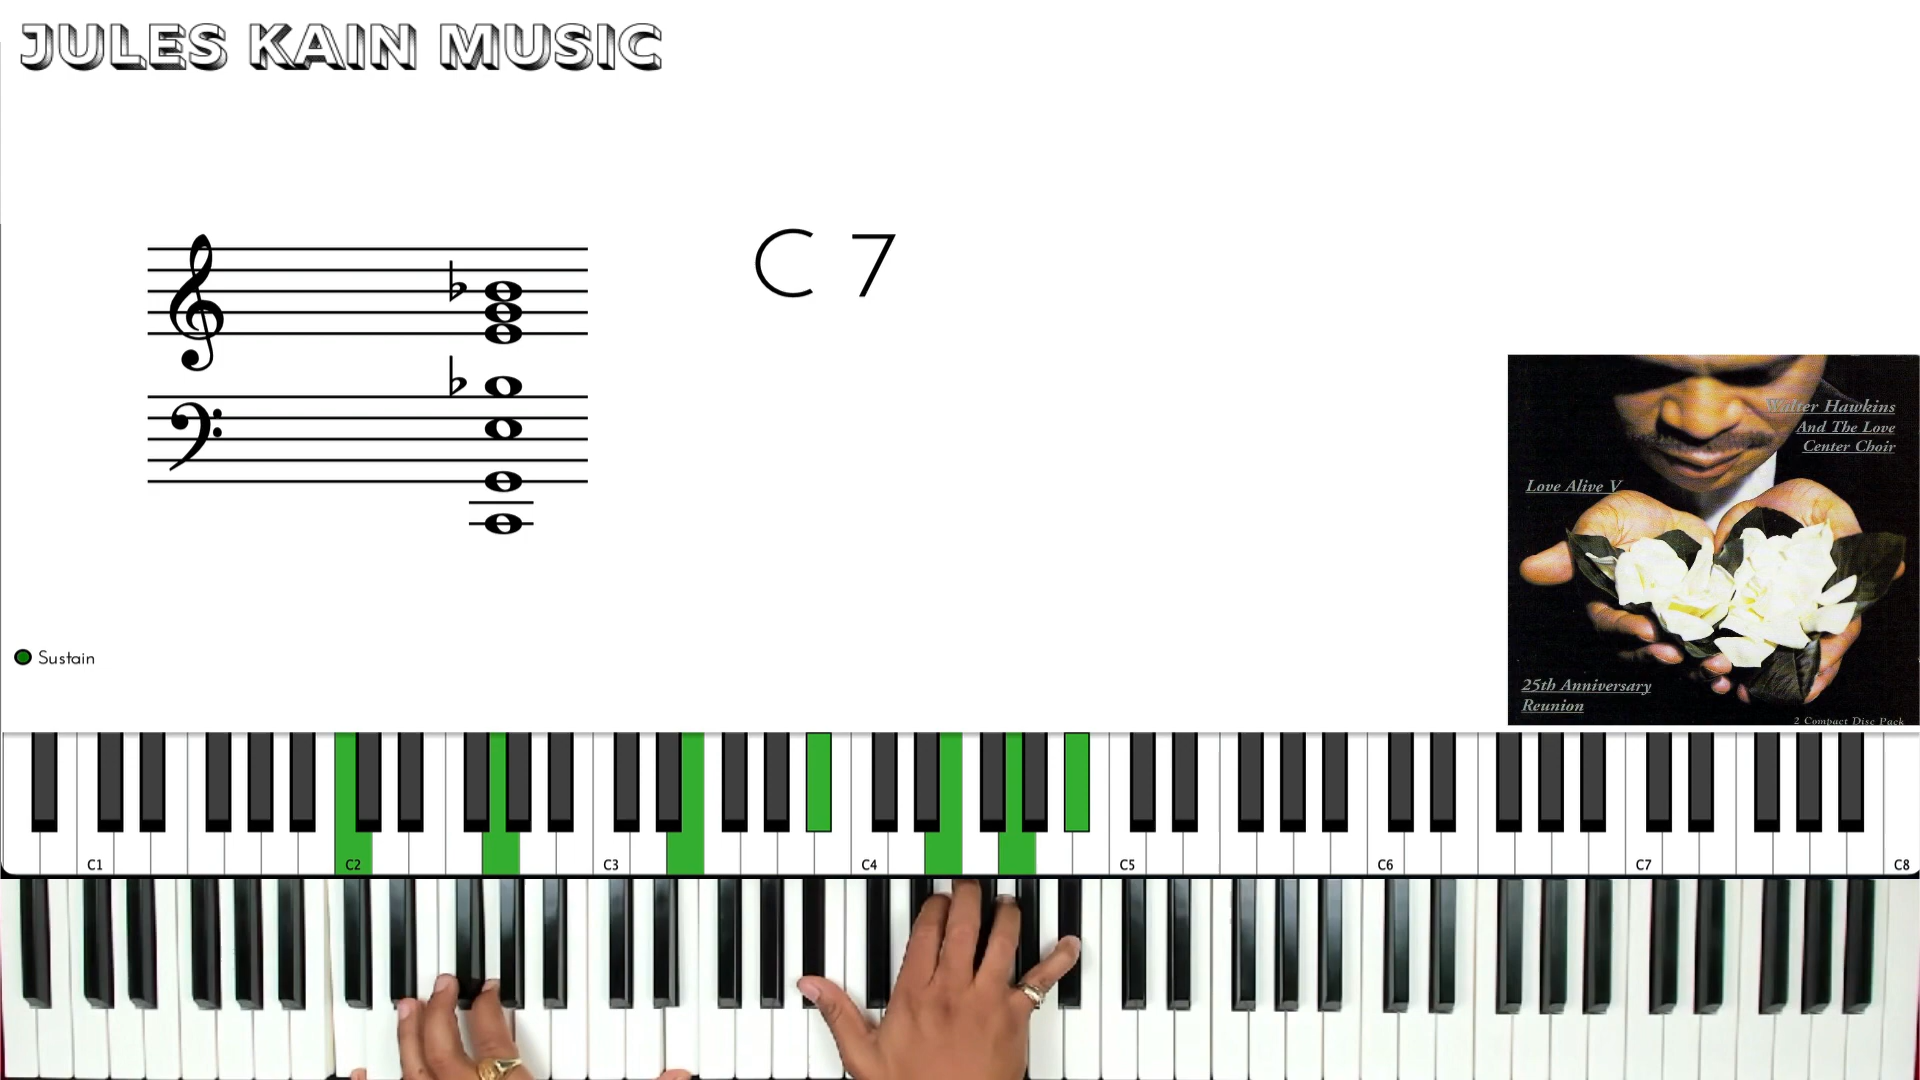 JULES KAIN MUSIC
C 7
Walter Hawkins
And The Love
Center Choir
Love Alive V
Sustain
25th Anniversary
Reunion
2 Compact Disc Pack
C1 C2 C3 C4 C5 C6 C7 C8